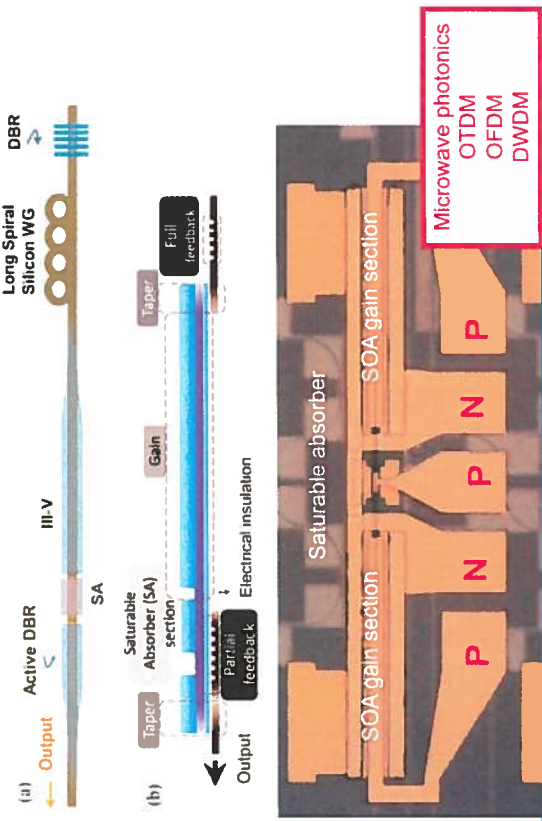 (a)
Output
Active DBR
SA
III-V
Long Spiral
Silicon WG
DBR
(b)
Output
Taper
Saturable
Absorber (SA)
section
Partial
feedback
Electrical insulation
Gain
Taper
Full
feedback
Saturable absorber
SOA gain section
SOA gain section
P
N
P
N
P
Microwave photonics
OTDM
OFDM
DWDM